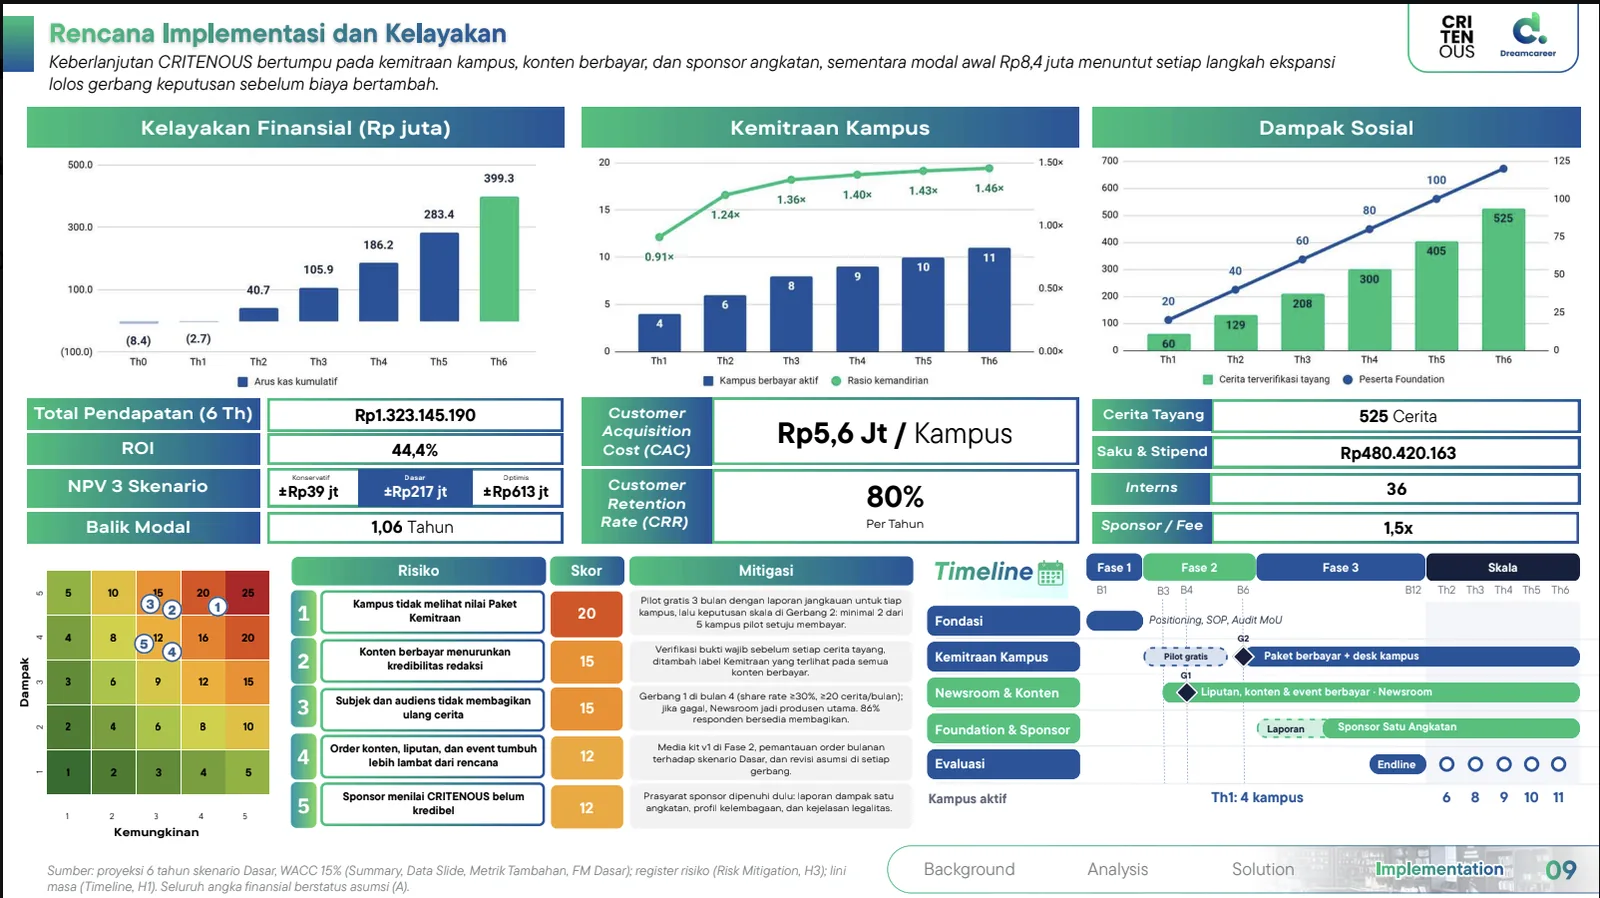 Rencana Implementasi dan Kelayakan
Keberlanjutan CRITENOUS bertumpu pada kemitraan kampus, konten berbayar, dan sponsor angkatan, sementara modal awal Rp8,4 juta menuntut setiap langkah ekspansi
lolos gerbang keputusan sebelum biaya bertambah.
CRI
TEN
OUS
Dreamcareer
Kelayakan Finansial (Rp juta)
500.0
300.0
100.0
(100.0)
(8.4)
(2.7)
40.7
105.9
186.2
283.4
399.3
Th0 Th1 Th2 Th3 Th4 Th5 Th6
Arus kas kumulatif
Kemitraan Kampus
20
15
10
5
0
1.50×
1.00×
0.50×
0.00×
0.91×
1.24×
1.36×
1.40×
1.43×
1.46×
4
6
8
9
10
11
Th1 Th2 Th3 Th4 Th5 Th6
Kampus berbayar aktif Rasio kemandirian
Dampak Sosial
700
600
500
400
300
200
100
0
125
100
75
50
25
0
20
40
60
80
100
60
129
208
300
405
525
Th1 Th2 Th3 Th4 Th5 Th6
Cerita terverifikasi tayang Peserta Foundation
Total Pendapatan (6 Th) Rp1.323.145.190
ROI 44,4%
NPV 3 Skenario
Konservatif
±Rp39 jt
Dasar
±Rp217 jt
Optimis
±Rp613 jt
Balik Modal 1,06 Tahun
Customer
Acquisition
Cost (CAC)
Rp5,6 Jt / Kampus
Customer
Retention
Rate (CRR)
80%
Per Tahun
Cerita Tayang 525 Cerita
Saku & Stipend Rp480.420.163
Interns 36
Sponsor / Fee 1,5x
Dampak
5 5 10 15 20 25
3 2 1
4 4 8 12 16 20
5 4
3 3 6 9 12 15
2 2 4 6 8 10
1 1 2 3 4 5
1 2 3 4 5
Kemungkinan
Risiko Skor Mitigasi
1
Kampus tidak melihat nilai Paket
Kemitraan
20
Pilot gratis 3 bulan dengan laporan jangkauan untuk tiap
kampus, lalu keputusan skala di Gerbang 2: minimal 2 dari
5 kampus pilot setuju membayar.
2
Konten berbayar menurunkan
kredibilitas redaksi
15
Verifikasi bukti wajib sebelum setiap cerita tayang,
ditambah label Kemitraan yang terlihat pada semua
konten berbayar.
3
Subjek dan audiens tidak membagikan
ulang cerita
15
Gerbang 1 di bulan 4 (share rate ≥30%, ≥20 cerita/bulan);
jika gagal, Newsroom jadi produsen utama. 86%
responden bersedia membagikan.
4
Order konten, liputan, dan event tumbuh
lebih lambat dari rencana
12
Media kit v1 di Fase 2, pemantauan order bulanan
terhadap skenario Dasar, dan revisi asumsi di setiap
gerbang.
5
Sponsor menilai CRITENOUS belum
kredibel
12
Prasyarat sponsor dipenuhi dulu: laporan dampak satu
angkatan, profil kelembagaan, dan kejelasan legalitas.
Timeline
Fase 1 Fase 2 Fase 3 Skala
B1 B3 B4 B6 B12 Th2 Th3 Th4 Th5 Th6
Fondasi
Positioning, SOP, Audit MoU
Kemitraan Kampus
Pilot gratis
G2
Paket berbayar + desk kampus
Newsroom & Konten
G1
Liputan, konten & event berbayar · Newsroom
Foundation & Sponsor
Laporan
Sponsor Satu Angkatan
Evaluasi
Endline
Kampus aktif Th1: 4 kampus 6 8 9 10 11
Sumber: proyeksi 6 tahun skenario Dasar, WACC 15% (Summary, Data Slide, Metrik Tambahan, FM Dasar); register risiko (Risk Mitigation, H3); lini
masa (Timeline, H1). Seluruh angka finansial berstatus asumsi (A).
Background Analysis Solution Implementation 09